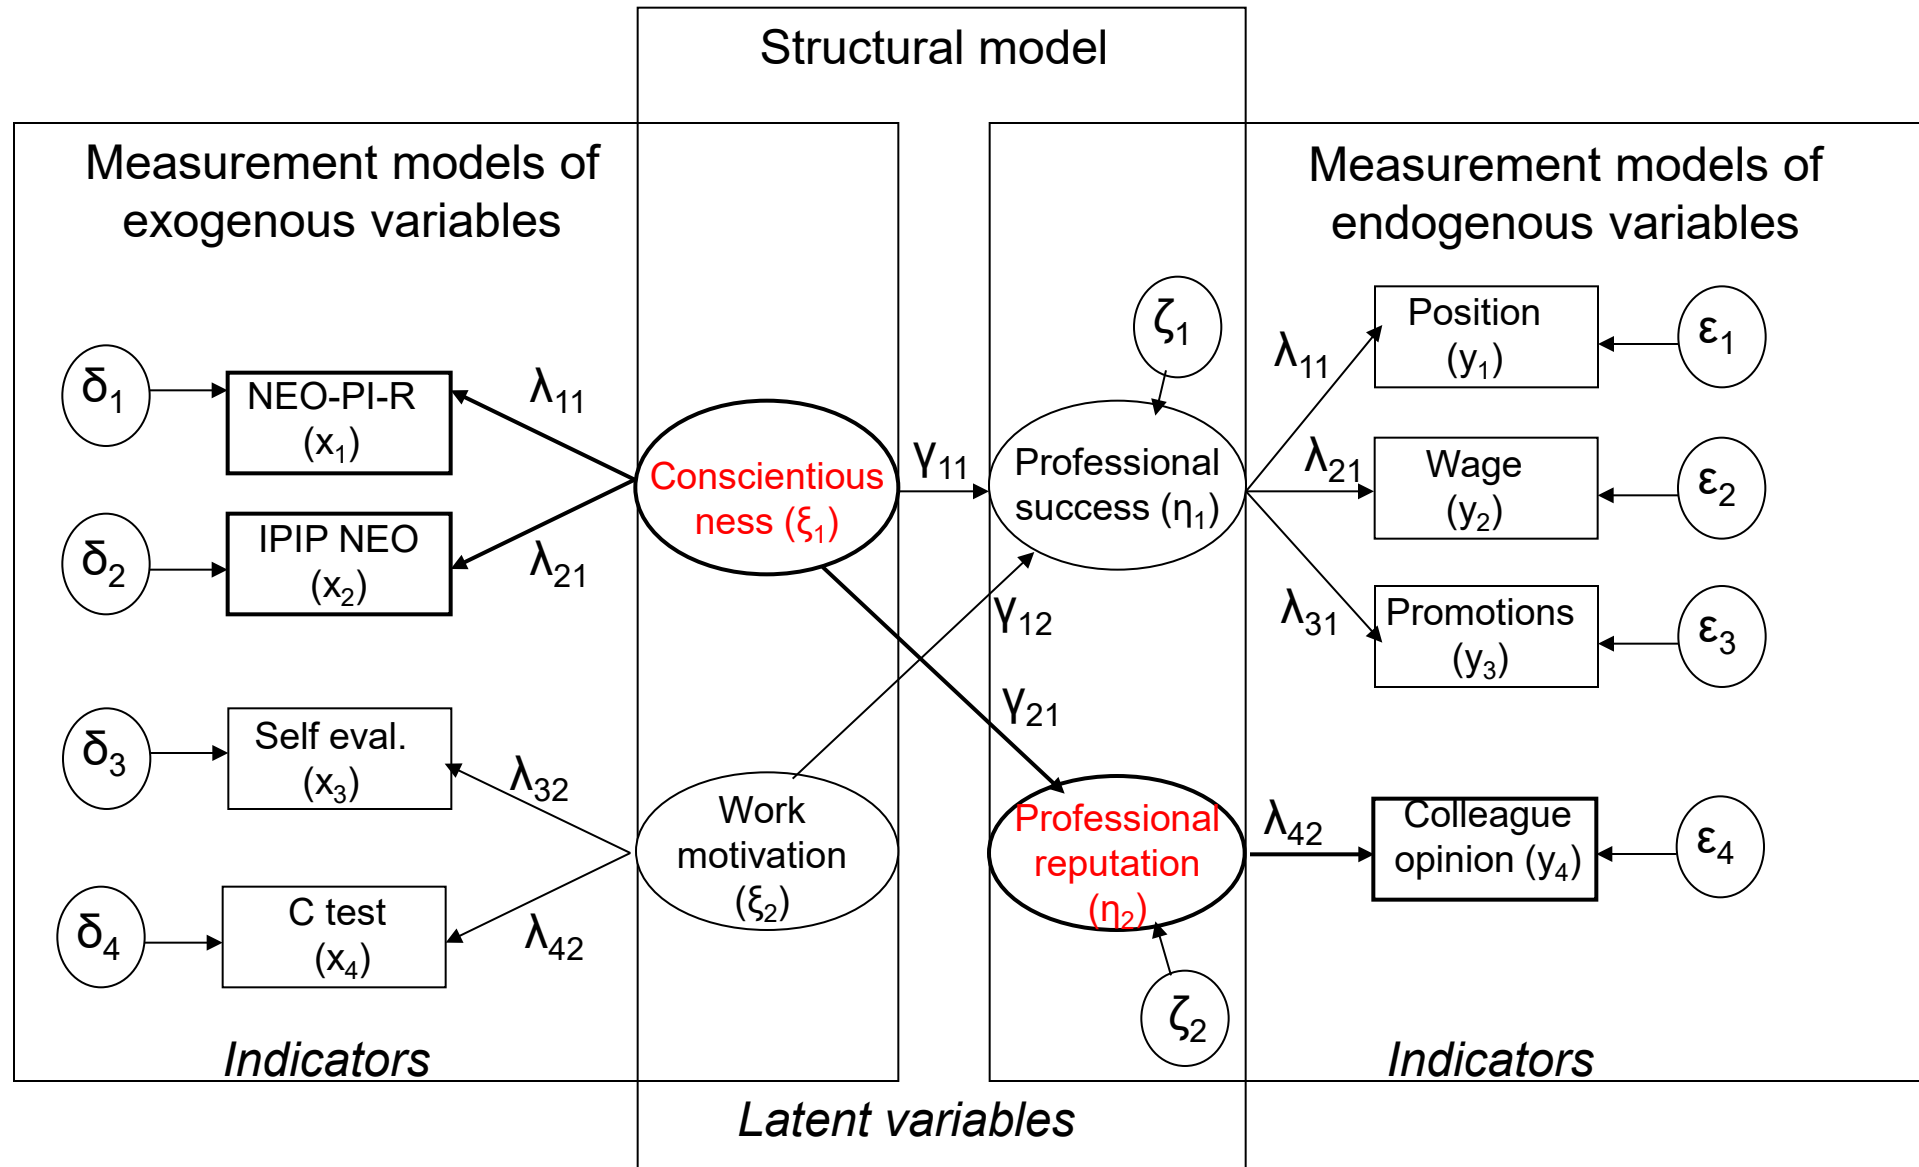 Structural model
Measurement models of
exogenous variables
Measurement models of
endogenous variables
δ1
NEO-PI-R
(x1)
λ11
δ2
IPIP NEO
(x2)
λ21
δ3
Self eval.
(x3)
λ32
δ4
C test
(x4)
λ42
Conscientious
ness (ξ1)
Work
motivation
(ξ2)
γ11
γ12
γ21
ζ1
Professional
success (η1)
Professional
reputation
(η2)
ζ2
λ11
Position
(y1)
ε1
λ21
Wage
(y2)
ε2
λ31
Promotions
(y3)
ε3
λ42
Colleague
opinion (y4)
ε4
Indicators
Indicators
Latent variables